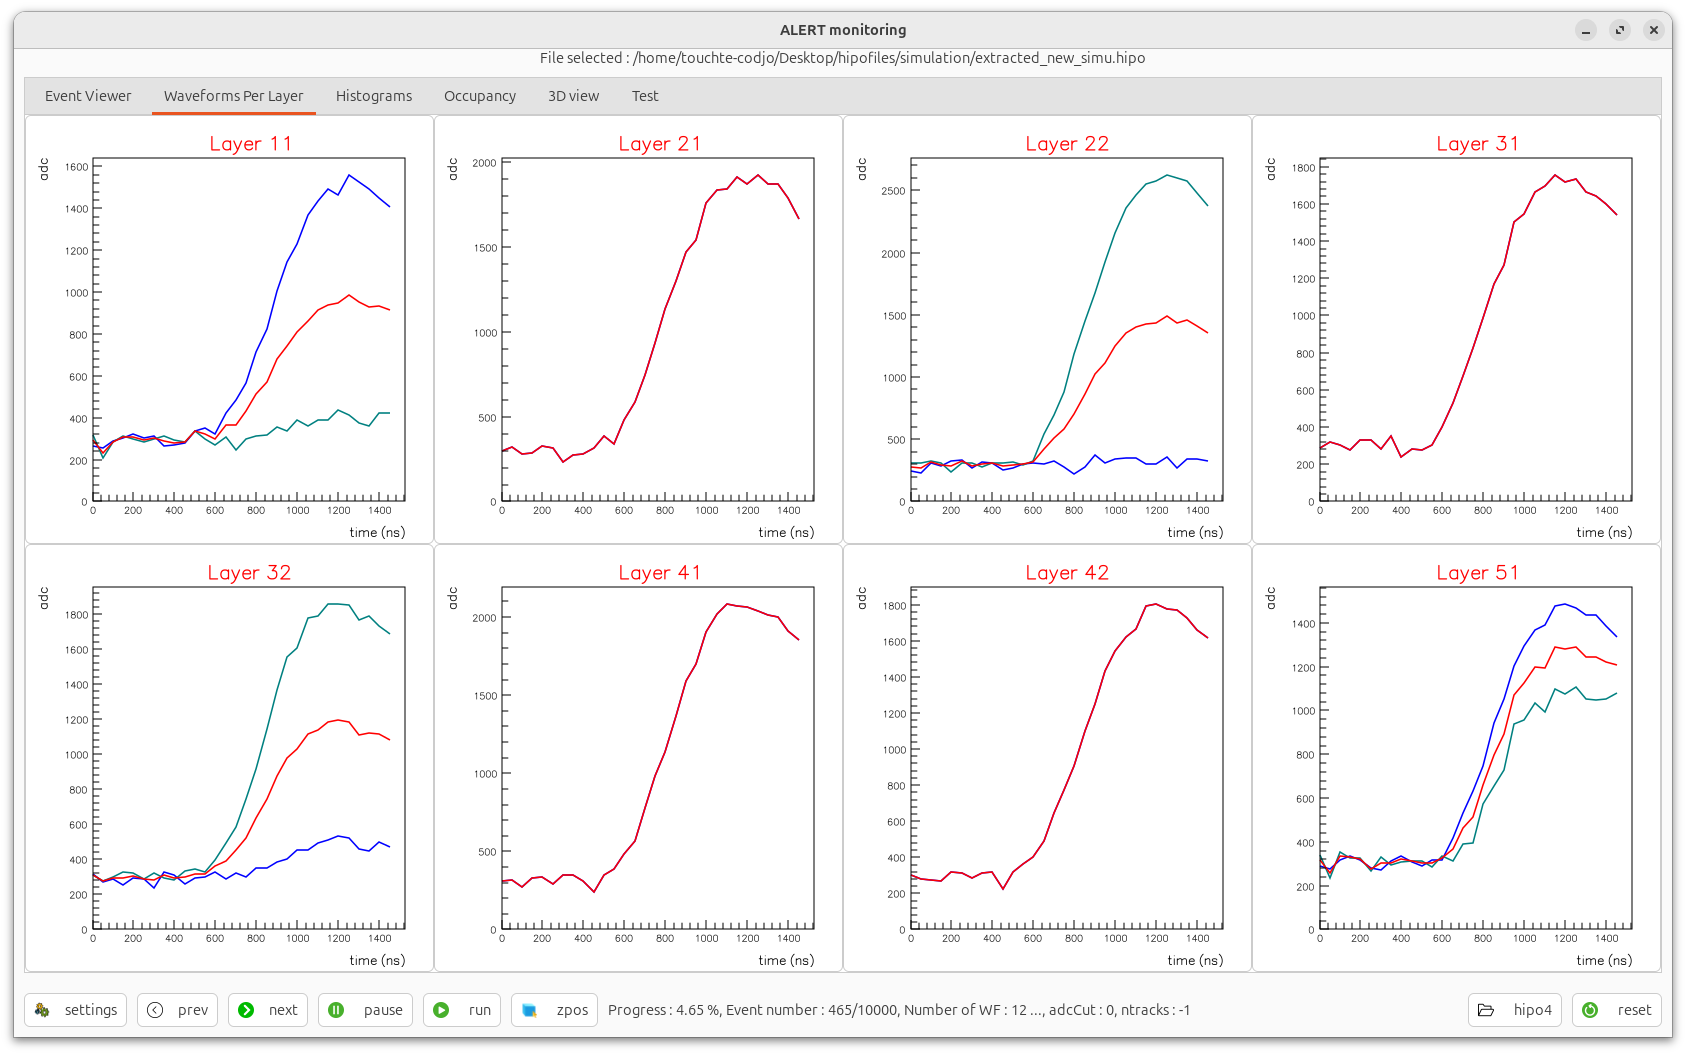 ALERT monitoring
File selected : /home/touchte-codjo/Desktop/hipofiles/simulation/extracted_new_simu.hipo
Event Viewer Waveforms Per Layer Histograms Occupancy 3D view Test
Layer 11
adc
1600
1400
1200
1000
800
600
400
200
0
0 200 400 600 800 1000 1200 1400
time (ns)
Layer 21
adc
2000
1500
1000
500
0
0 200 400 600 800 1000 1200 1400
time (ns)
Layer 22
adc
2500
2000
1500
1000
500
0
0 200 400 600 800 1000 1200 1400
time (ns)
Layer 31
adc
1800
1600
1400
1200
1000
800
600
400
200
0
0 200 400 600 800 1000 1200 1400
time (ns)
Layer 32
adc
1800
1600
1400
1200
1000
800
600
400
200
0
0 200 400 600 800 1000 1200 1400
time (ns)
Layer 41
adc
2000
1500
1000
500
0
0 200 400 600 800 1000 1200 1400
time (ns)
Layer 42
adc
1800
1600
1400
1200
1000
800
600
400
200
0
0 200 400 600 800 1000 1200 1400
time (ns)
Layer 51
adc
1400
1200
1000
800
600
400
200
0
0 200 400 600 800 1000 1200 1400
time (ns)
settings prev next pause run zpos Progress : 4.65 %, Event number : 465/10000, Number of WF : 12 ..., adcCut : 0, ntracks : -1 hipo4 reset